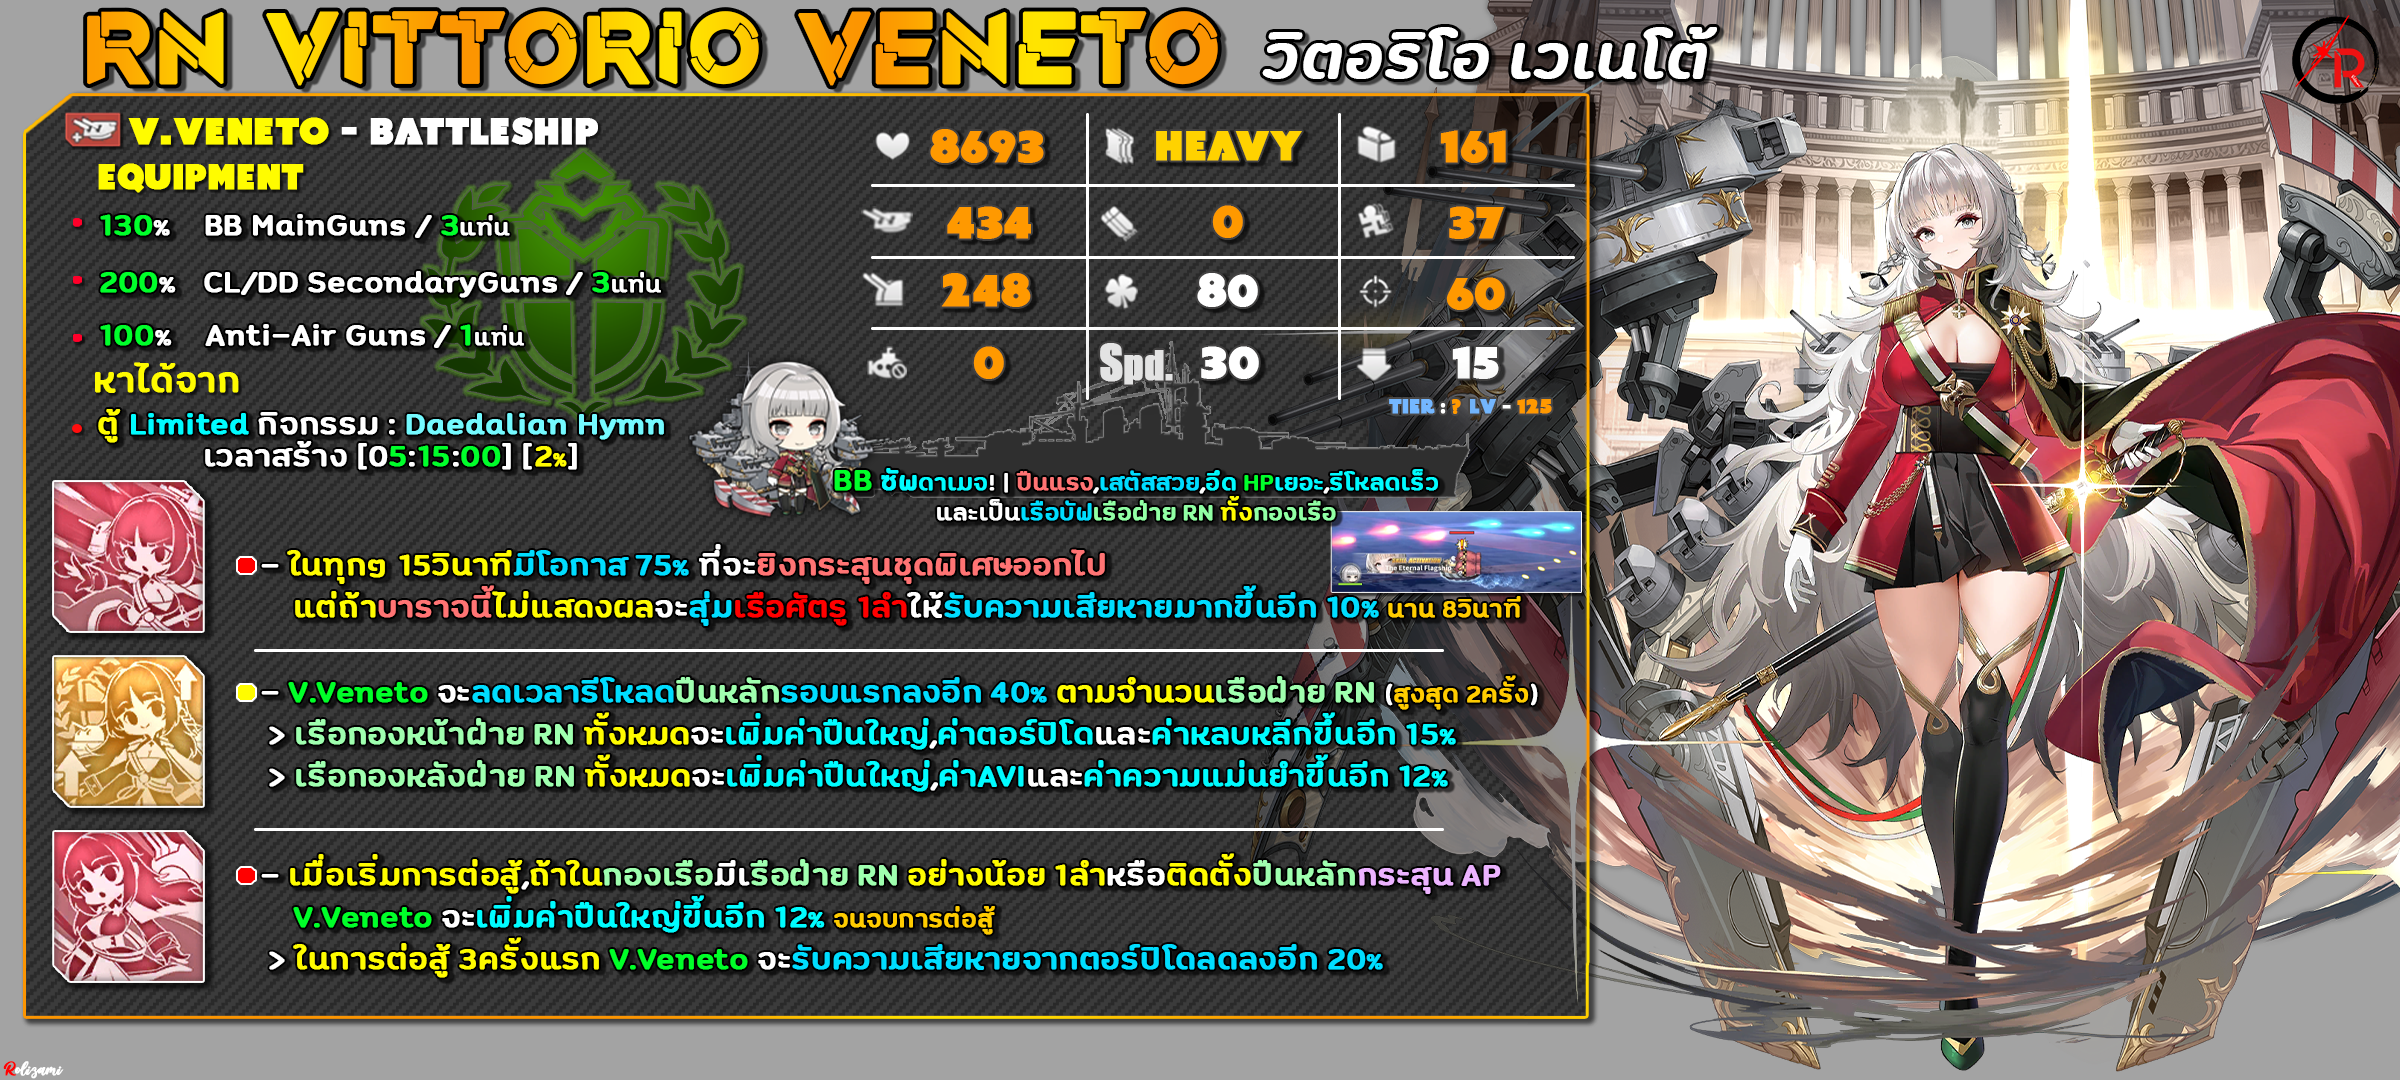 RN VITTORIO VENETO วิตอริโอ เวเนโต้
R
V.VENETO - BATTLESHIP
EQUIPMENT
130% BB MainGuns / 3แท่น
200% CL/DD SecondaryGuns / 3แท่น
100% Anti-Air Guns / 1แท่น
หาได้จาก
ตู้ Limited กิจกรรม : Daedalian Hymn
เวลาสร้าง [05:15:00] [2%]
8693 HEAVY 161
434 0 37
248 80 60
0 Spd. 30 15
TIER : ? LV - 125
BB ซัพดาเมจ! | ปืนแรง,เสตัสสวย,อึด HPเยอะ,รีโหลดเร็ว
และเป็นเรือบัฟเรือฝ่าย RN ทั้งกองเรือ
The Eternal Flagship
- ในทุกๆ 15วินาทีมีโอกาส 75% ที่จะยิงกระสุนชุดพิเศษออกไป
แต่ถ้าบาราจนี้ไม่แสดงผลจะสุ่มเรือศัตรู 1ลำให้รับความเสียหายมากขึ้นอีก 10% นาน 8วินาที
- V.Veneto จะลดเวลารีโหลดปืนหลักรอบแรกลงอีก 40% ตามจำนวนเรือฝ่าย RN (สูงสุด 2ครั้ง)
> เรือกองหน้าฝ่าย RN ทั้งหมดจะเพิ่มค่าปืนใหญ่,ค่าตอร์ปิโดและค่าหลบหลีกขึ้นอีก 15%
> เรือกองหลังฝ่าย RN ทั้งหมดจะเพิ่มค่าปืนใหญ่,ค่าAVIและค่าความแม่นยำขึ้นอีก 12%
- เมื่อเริ่มการต่อสู้,ถ้าในกองเรือมีเรือฝ่าย RN อย่างน้อย 1ลำหรือติดตั้งปืนหลักกระสุน AP
V.Veneto จะเพิ่มค่าปืนใหญ่ขึ้นอีก 12% จนจบการต่อสู้
> ในการต่อสู้ 3ครั้งแรก V.Veneto จะรับความเสียหายจากตอร์ปิโดลดลงอีก 20%
Rolizami